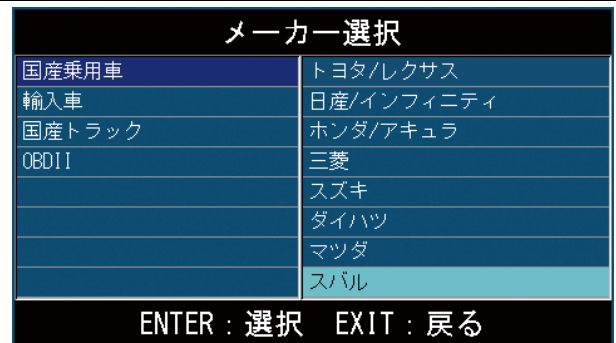 メーカー選択
国産乗用車
輸入車
国産トラック
OBDII
トヨタ/レクサス
日産/インフィニティ
ホンダ/アキュラ
三菱
スズキ
ダイハツ
マツダ
スバル
ENTER：選択　EXIT：戻る